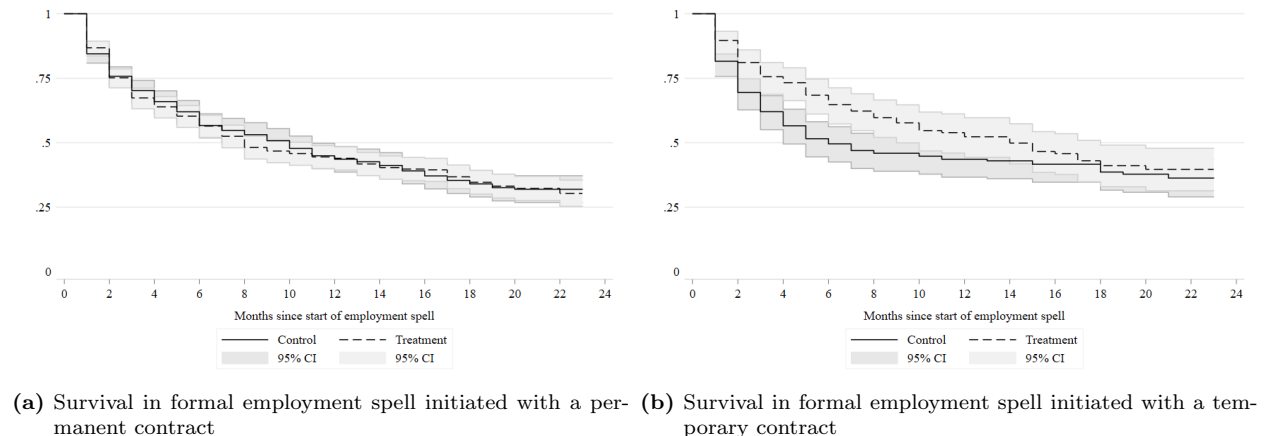 1
.75
.5
.25
0
0 2 4 6 8 10 12 14 16 18 20 22 24
Months since start of employment spell
Control Treatment
95% CI 95% CI
(a) Survival in formal employment spell initiated with a per-
manent contract
1
.75
.5
.25
0
0 2 4 6 8 10 12 14 16 18 20 22 24
Months since start of employment spell
Control Treatment
95% CI 95% CI
(b) Survival in formal employment spell initiated with a tem-
porary contract